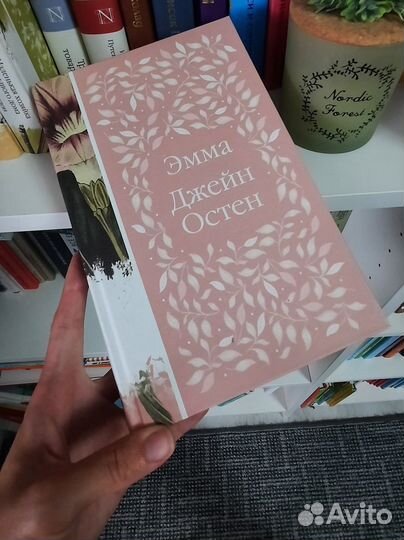 N
N
Эмма
Джейн
Остен
Nordic
Forest
Avito